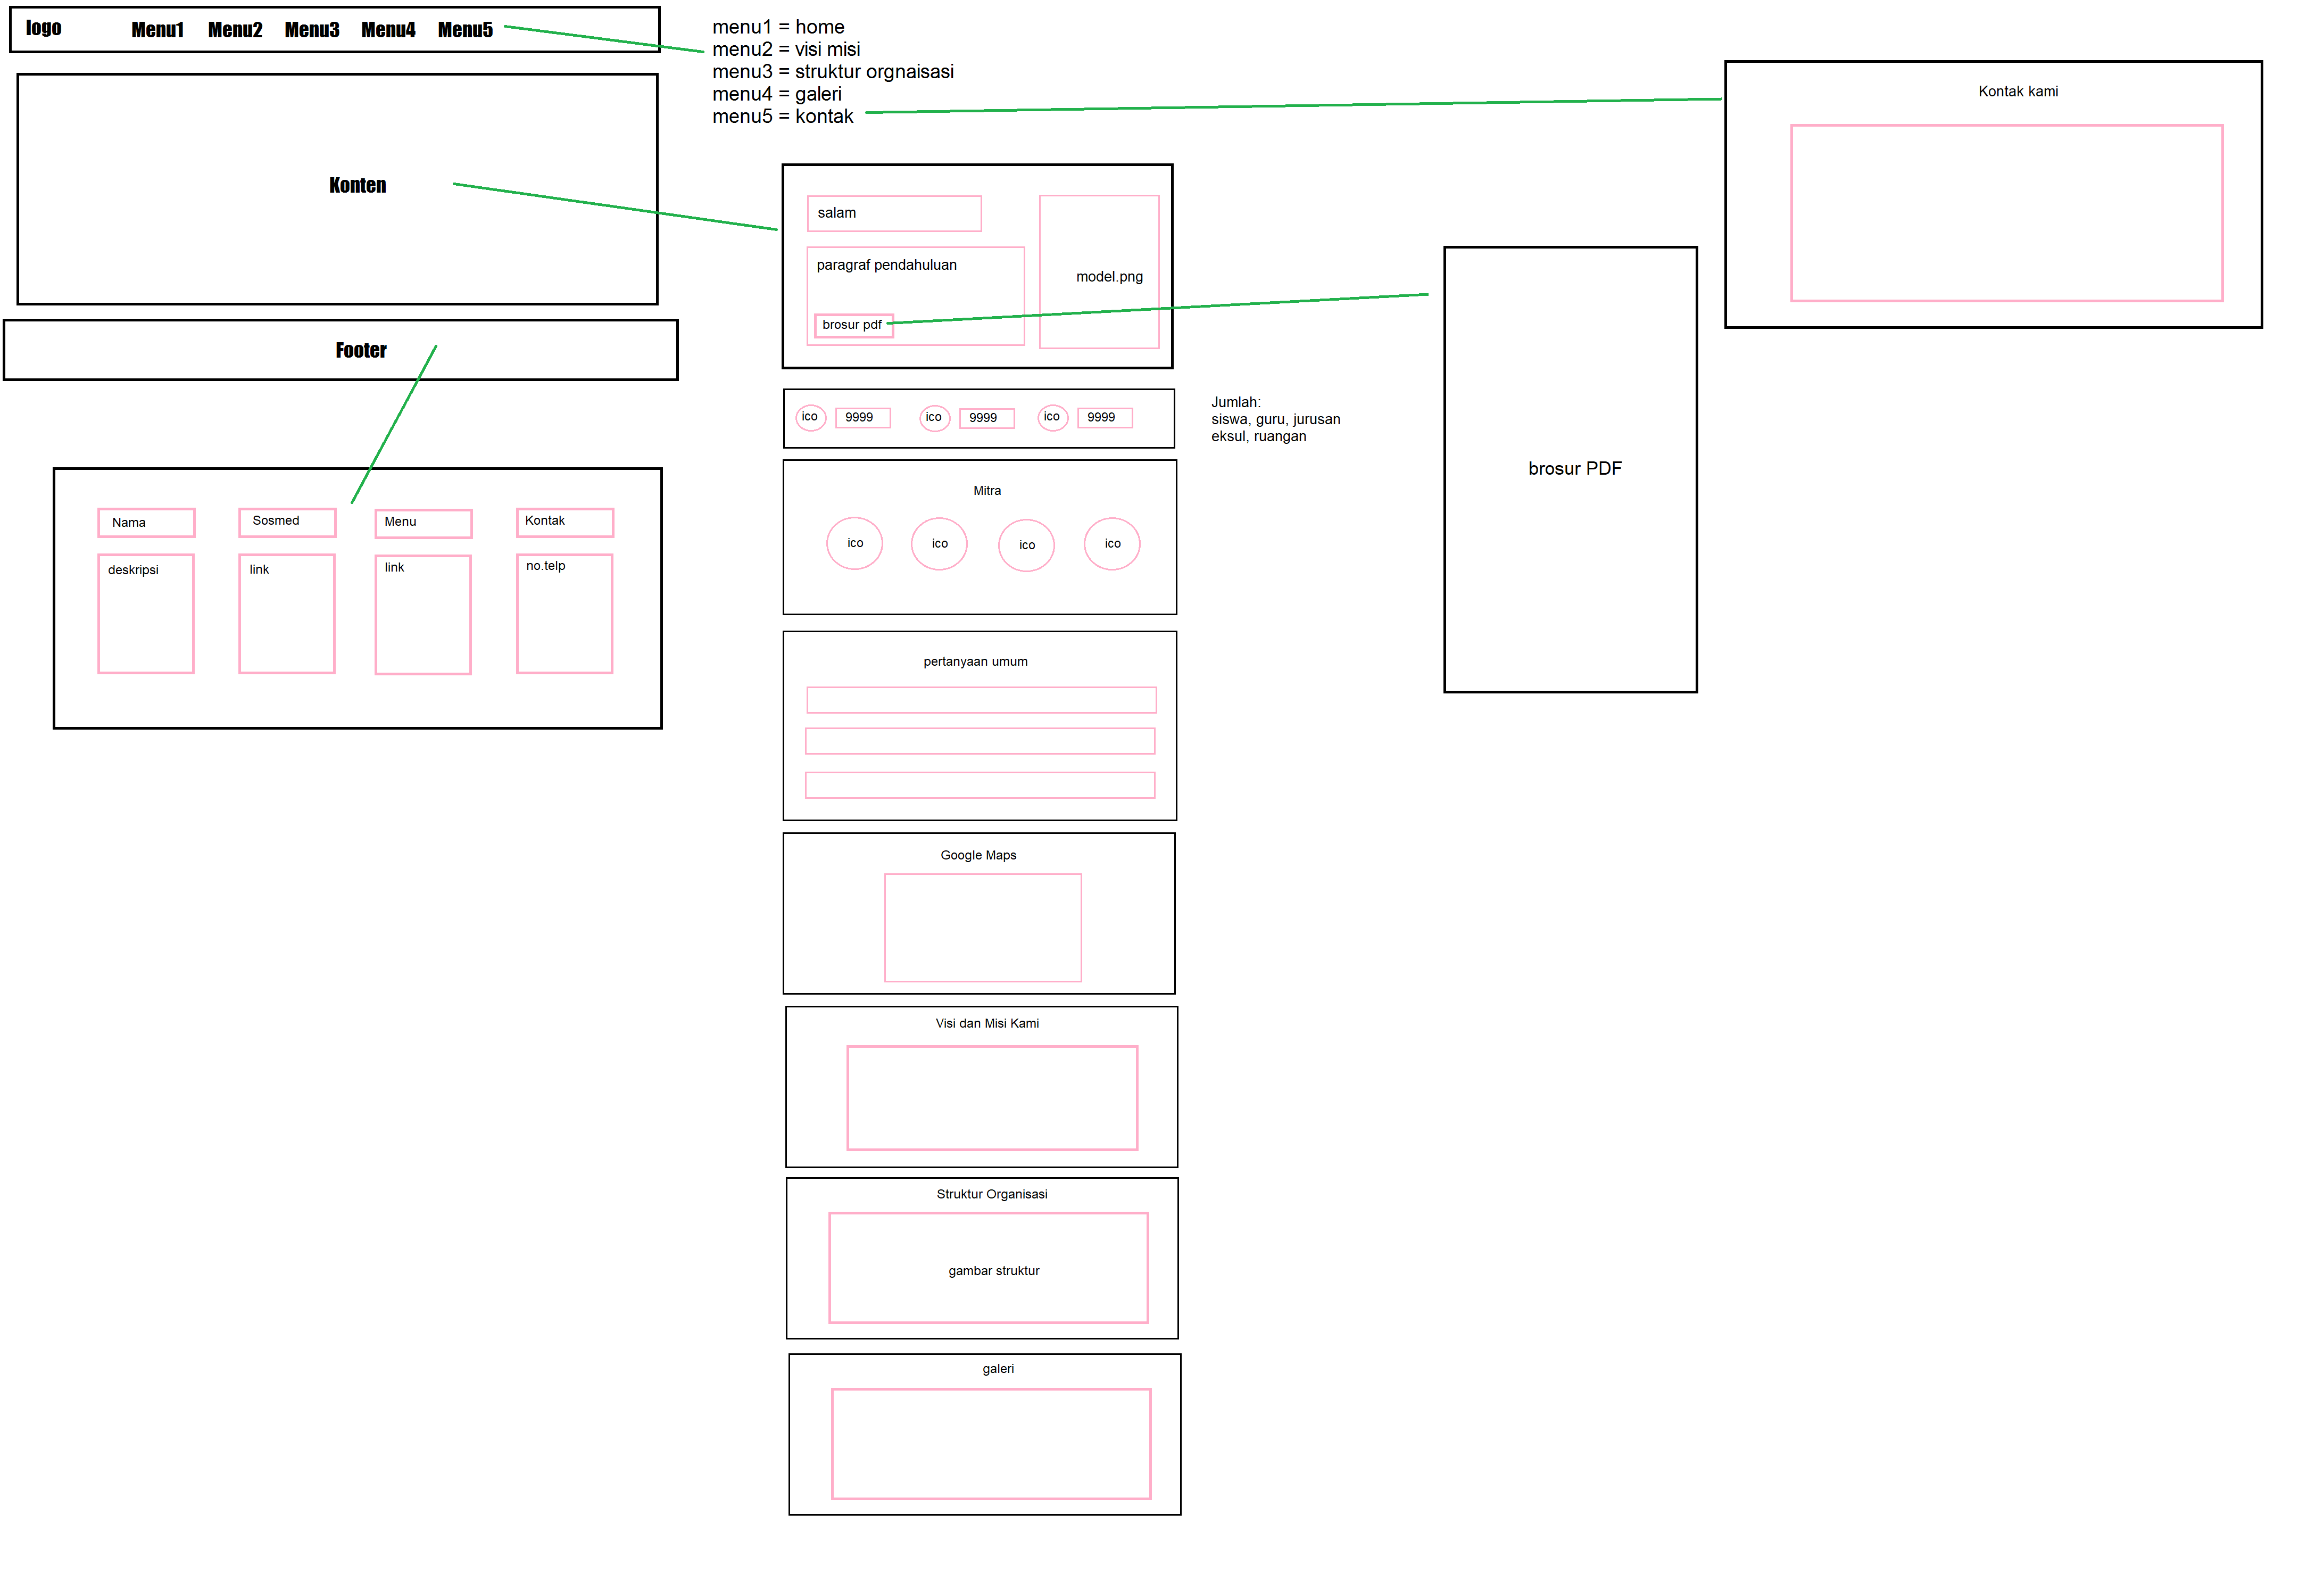 logo
Menu1 Menu2 Menu3 Menu4 Menu5
menu1 = home
menu2 = visi misi
menu3 = struktur orgnaisasi
menu4 = galeri
menu5 = kontak
Kontak kami
Konten
salam
paragraf pendahuluan
model.png
brosur pdf
Footer
ico 9999 ico 9999 ico 9999
Jumlah:
siswa, guru, jurusan
eksul, ruangan
brosur PDF
Mitra
ico ico ico ico
Nama Sosmed Menu Kontak
deskripsi link link no.telp
pertanyaan umum
Google Maps
Visi dan Misi Kami
Struktur Organisasi
gambar struktur
galeri